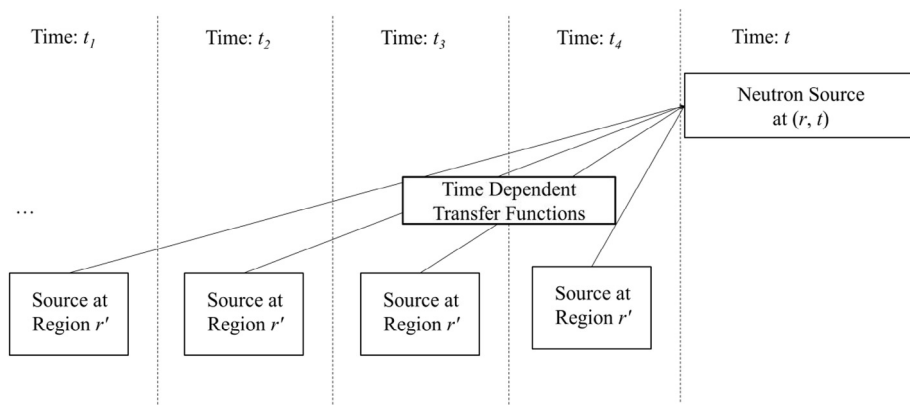 Time: t₁
Time: t₂
Time: t₃
Time: t₄
Time: t
Neutron Source
at (r, t)
Time Dependent
Transfer Functions
...
Source at
Region r′
Source at
Region r′
Source at
Region r′
Source at
Region r′